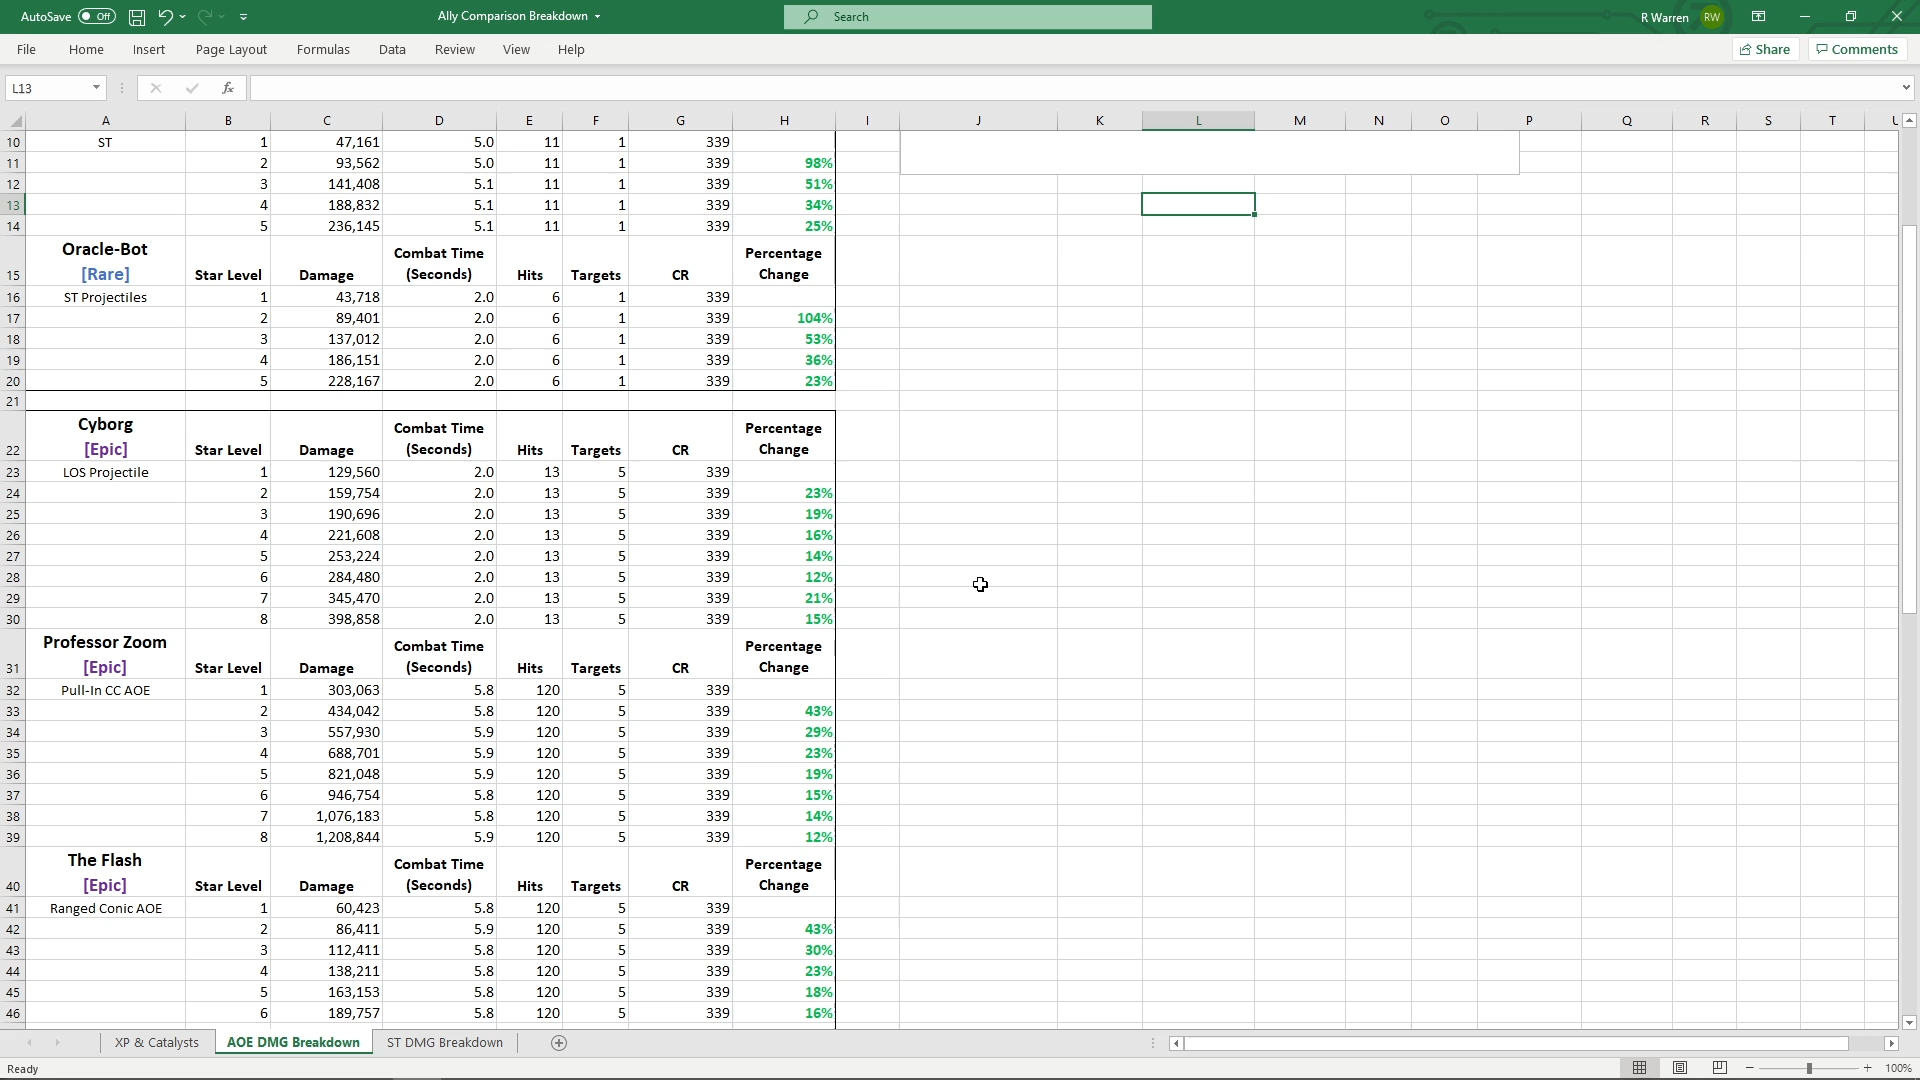 AutoSave Off Ally Comparison Breakdown Search R Warren RW
File Home Insert Page Layout Formulas Data Review View Help Share Comments
L13 fx
A B C D E F G H I J K L M N O P Q R S T U
10 ST 1 47,161 5.0 11 1 339
11 2 93,562 5.0 11 1 339 98%
12 3 141,408 5.1 11 1 339 51%
13 4 188,832 5.1 11 1 339 34%
14 5 236,145 5.1 11 1 339 25%
Oracle-Bot Combat Time Percentage
15 [Rare] Star Level Damage (Seconds) Hits Targets CR Change
16 ST Projectiles 1 43,718 2.0 6 1 339
17 2 89,401 2.0 6 1 339 104%
18 3 137,012 2.0 6 1 339 53%
19 4 186,151 2.0 6 1 339 36%
20 5 228,167 2.0 6 1 339 23%
21
Cyborg Combat Time Percentage
22 [Epic] Star Level Damage (Seconds) Hits Targets CR Change
23 LOS Projectile 1 129,560 2.0 13 5 339
24 2 159,754 2.0 13 5 339 23%
25 3 190,696 2.0 13 5 339 19%
26 4 221,608 2.0 13 5 339 16%
27 5 253,224 2.0 13 5 339 14%
28 6 284,480 2.0 13 5 339 12%
29 7 345,470 2.0 13 5 339 21%
30 8 398,858 2.0 13 5 339 15%
Professor Zoom Combat Time Percentage
31 [Epic] Star Level Damage (Seconds) Hits Targets CR Change
32 Pull-In CC AOE 1 303,063 5.8 120 5 339
33 2 434,042 5.8 120 5 339 43%
34 3 557,930 5.9 120 5 339 29%
35 4 688,701 5.9 120 5 339 23%
36 5 821,048 5.9 120 5 339 19%
37 6 946,754 5.8 120 5 339 15%
38 7 1,076,183 5.8 120 5 339 14%
39 8 1,208,844 5.9 120 5 339 12%
The Flash Combat Time Percentage
40 [Epic] Star Level Damage (Seconds) Hits Targets CR Change
41 Ranged Conic AOE 1 60,423 5.8 120 5 339
42 2 86,411 5.9 120 5 339 43%
43 3 112,411 5.8 120 5 339 30%
44 4 138,211 5.8 120 5 339 23%
45 5 163,153 5.8 120 5 339 18%
46 6 189,757 5.8 120 5 339 16%
XP & Catalysts AOE DMG Breakdown ST DMG Breakdown
Ready 100%